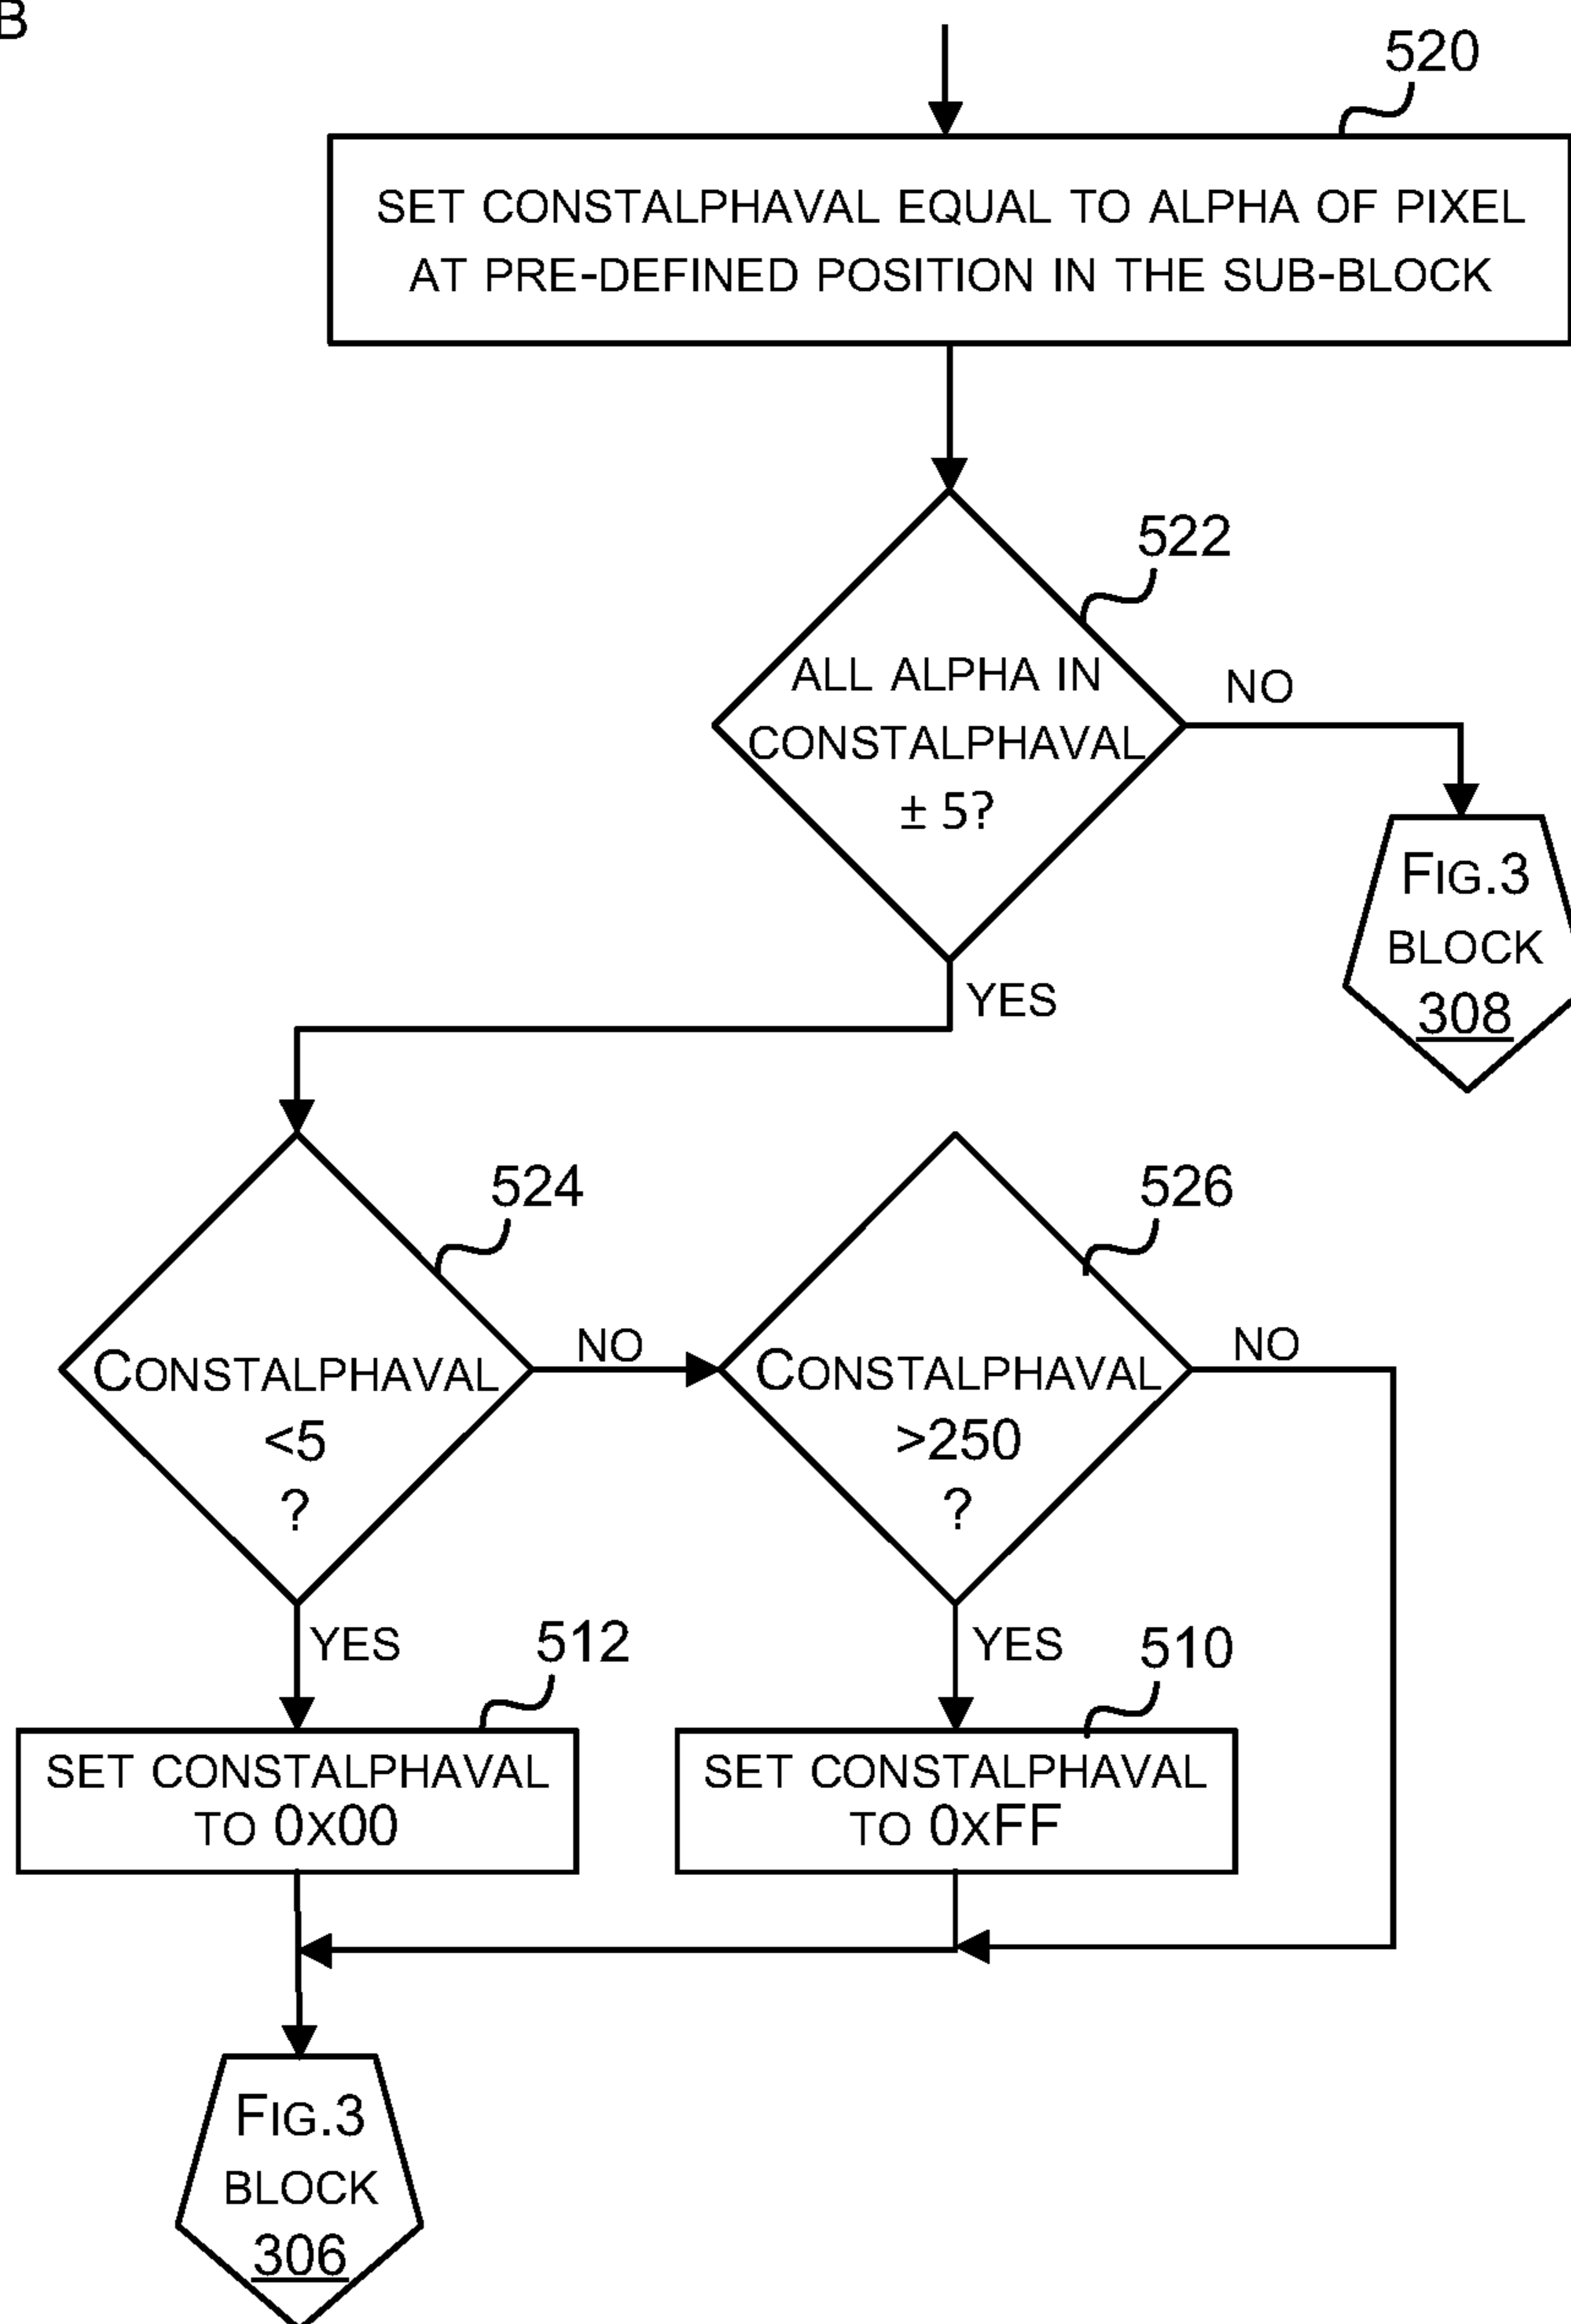 B
520
SET CONSTALPHAVAL EQUAL TO ALPHA OF PIXEL
AT PRE-DEFINED POSITION IN THE SUB-BLOCK
522
ALL ALPHA IN
CONSTALPHAVAL
± 5?
NO
FIG.3
BLOCK
308
YES
524
CONSTALPHAVAL
<5
?
NO
526
CONSTALPHAVAL
>250
?
NO
YES
512
SET CONSTALPHAVAL
TO 0X00
YES
510
SET CONSTALPHAVAL
TO 0XFF
FIG.3
BLOCK
306